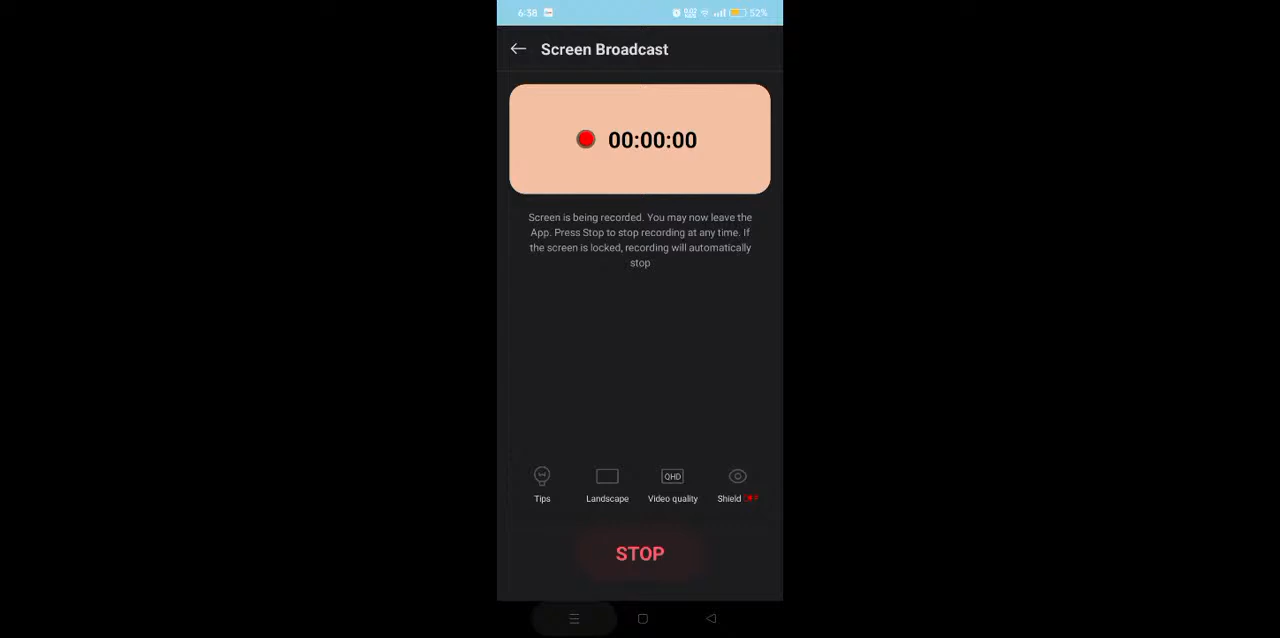 6:38
52%
Screen Broadcast
00:00:00
Screen is being recorded. You may now leave the
App. Press Stop to stop recording at any time. If
the screen is locked, recording will automatically
stop
QHD
Tips
Landscape
Video quality
Shield
STOP